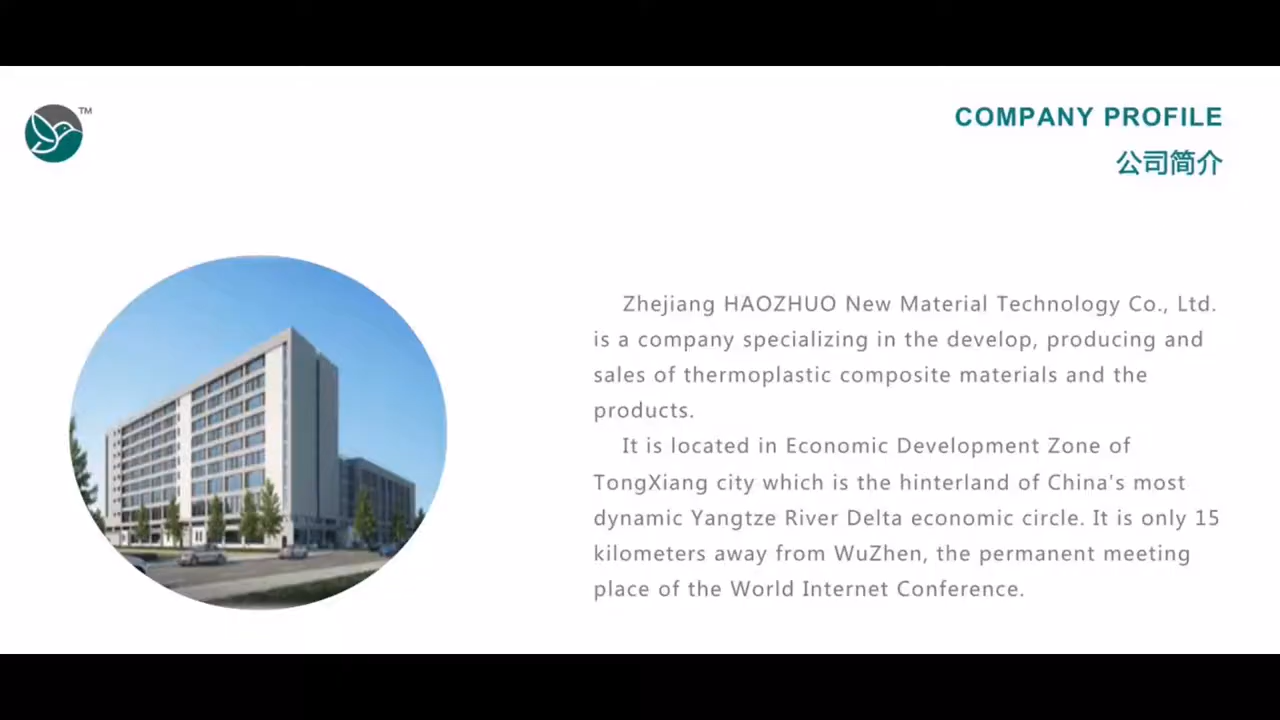 TM
COMPANY PROFILE
公司简介
Zhejiang HAOZHUO New Material Technology Co., Ltd.
is a company specializing in the develop, producing and
sales of thermoplastic composite materials and the
products.
It is located in Economic Development Zone of
TongXiang city which is the hinterland of China's most
dynamic Yangtze River Delta economic circle. It is only 15
kilometers away from WuZhen, the permanent meeting
place of the World Internet Conference.